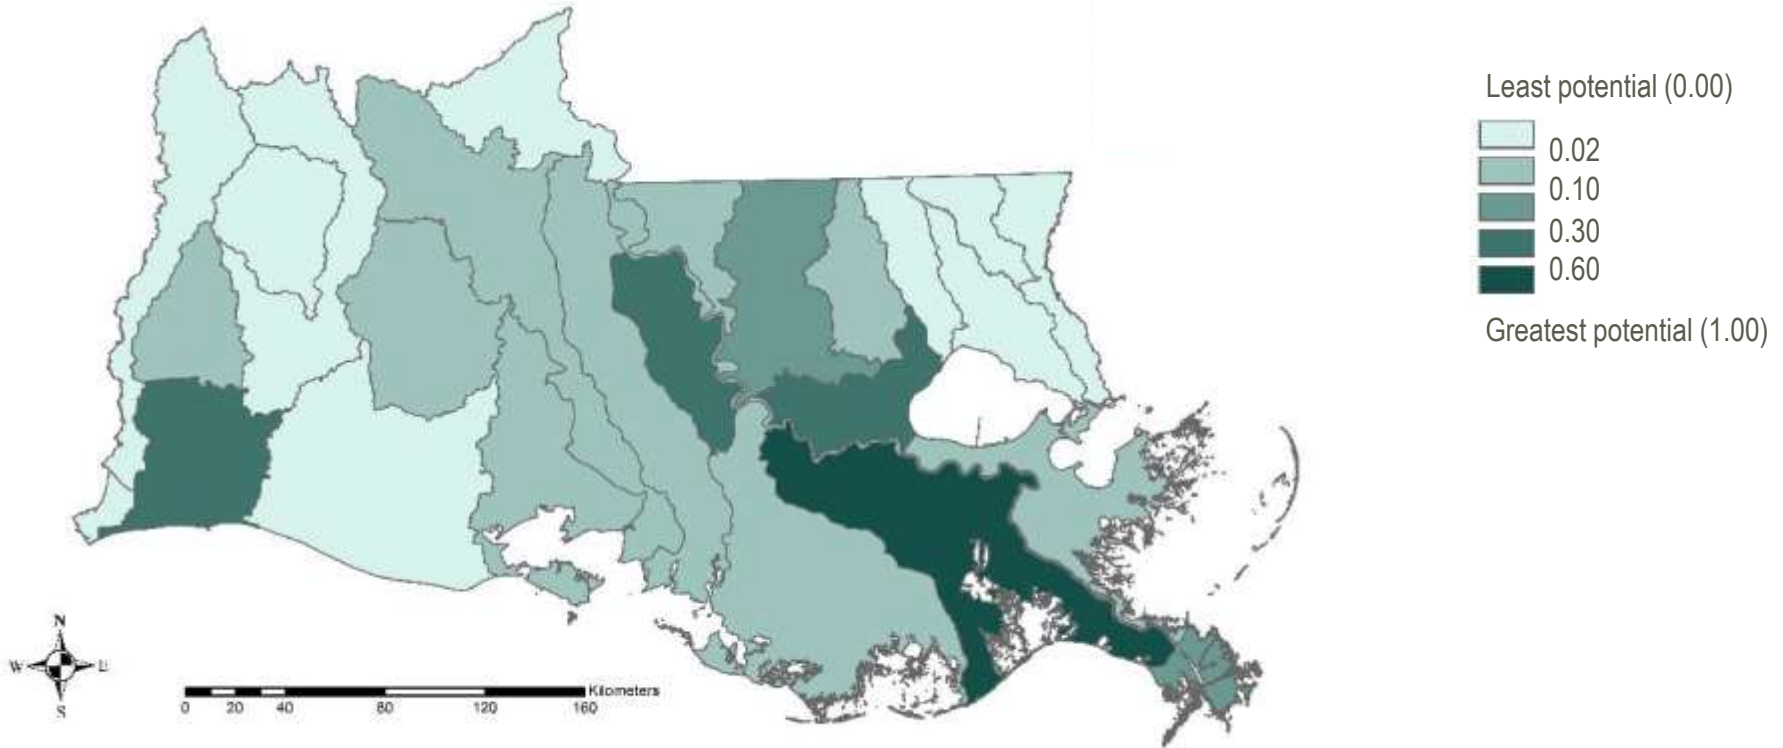 Least potential (0.00)
0.02
0.10
0.30
0.60
Greatest potential (1.00)
N
W E
S
Kilometers
0 20 40 80 120 160